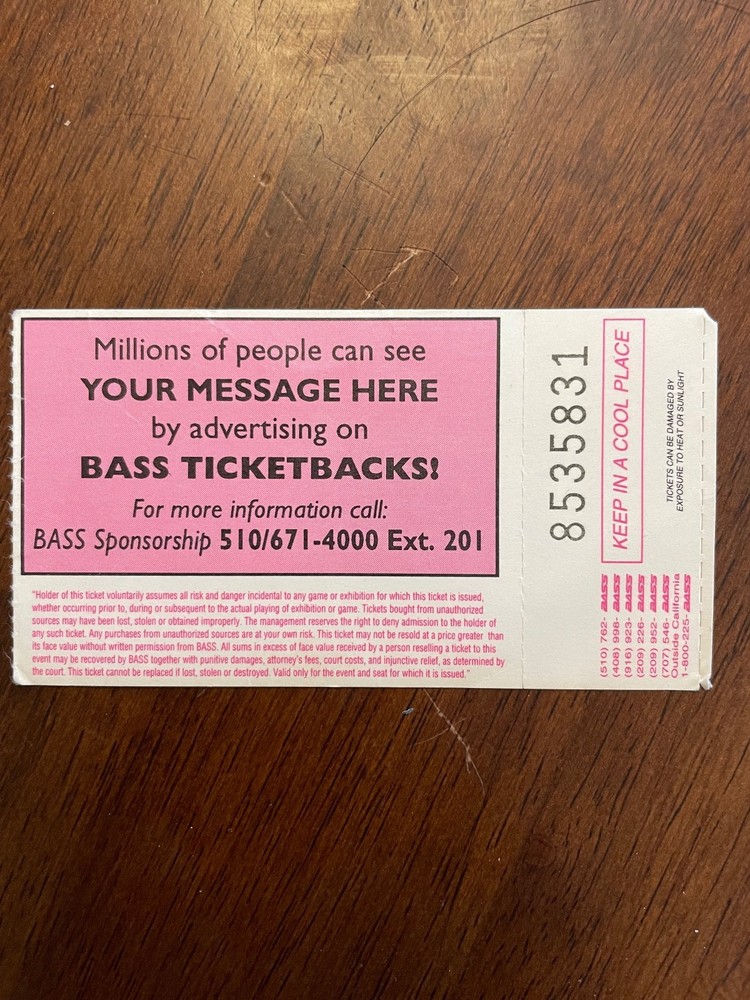 Millions of people can see
YOUR MESSAGE HERE
by advertising on
BASS TICKETBACKS!
For more information call:
BASS Sponsorship 510/671-4000 Ext. 201
"Holder of this ticket voluntarily assumes all risk and danger incidental to any game or exhibition for which this ticket is issued,
whether occurring prior to, during or subsequent to the actual playing of exhibition or game. Tickets bought from unauthorized
sources may have been lost, stolen or obtained improperly. The management reserves the right to deny admission to the holder of
any such ticket. Any purchases from unauthorized sources are at your own risk. This ticket may not be resold at a price greater than
its face value without written permission from BASS. All sums in excess of face value received by a person reselling a ticket to this
event may be recovered by BASS together with punitive damages, attorney's fees, court costs, and injunctive relief, as determined by
the court. This ticket cannot be replaced if lost, stolen or destroyed. Valid only for the event and seat for which it is issued."
8535831
KEEP IN A COOL PLACE
TICKETS CAN BE DAMAGED BY
EXPOSURE TO HEAT OR SUNLIGHT
(510) 762-BASS
(408) 998-BASS
(916) 923-BASS
(209) 226-BASS
(209) 952-BASS
(707) 546-BASS
Outside California
1-800-225-BASS